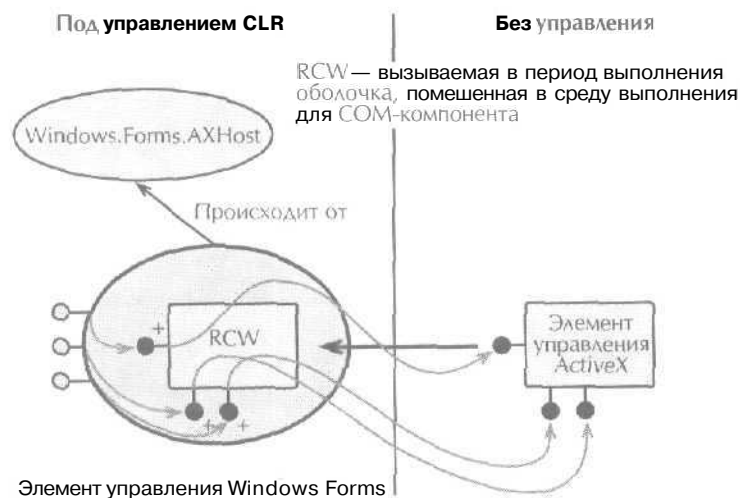 Под управлением CLR
Без управления
RCW — вызываемая в период выполнения
оболочка, помешенная в среду выполнения
для COM-компонента
Windows.Forms.AXHost
Происходит от
+
RCW
+
+
Элемент
управления
ActiveX
Элемент управления Windows Forms